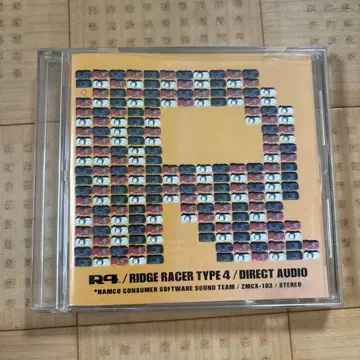 R4. / RIDGE RACER TYPE 4 / DIRECT AUDIO
*NAMCO CONSUMER SOFTWARE SOUND TEAM / ZMCX-103 / STEREO